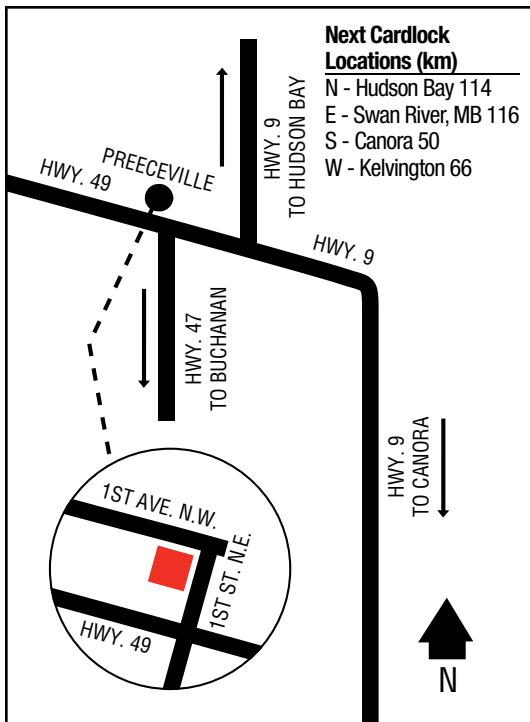 Next Cardlock
Locations (km)
N - Hudson Bay 114
E - Swan River, MB 116
S - Canora 50
W - Kelvington 66
HWY. 9
TO HUDSON BAY
PREECEVILLE
HWY. 49
HWY. 9
HWY. 47
TO BUCHANAN
HWY. 9
TO CANORA
1ST AVE. N.W.
1ST ST. N.E.
HWY. 49
N